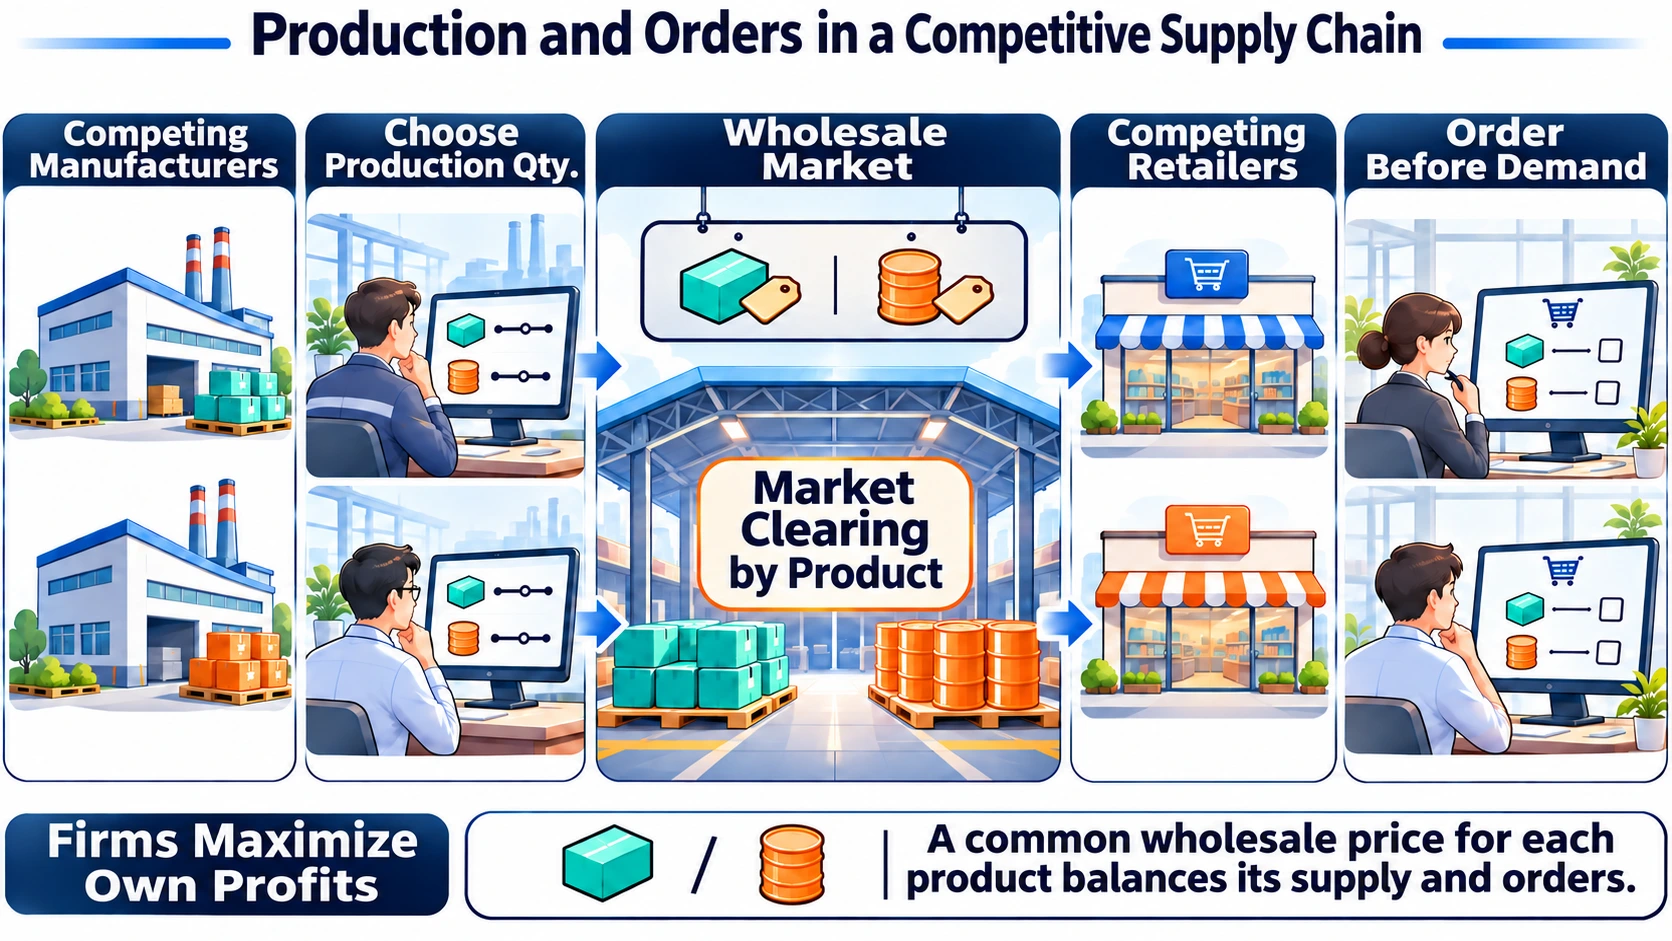 Production and Orders in a Competitive Supply Chain
Competing
Manufacturers
Choose
Production Qty.
Wholesale
Market
Competing
Retailers
Order
Before Demand
Market
Clearing
by Product
Firms Maximize
Own Profits
/
A common wholesale price for each
product balances its supply and orders.